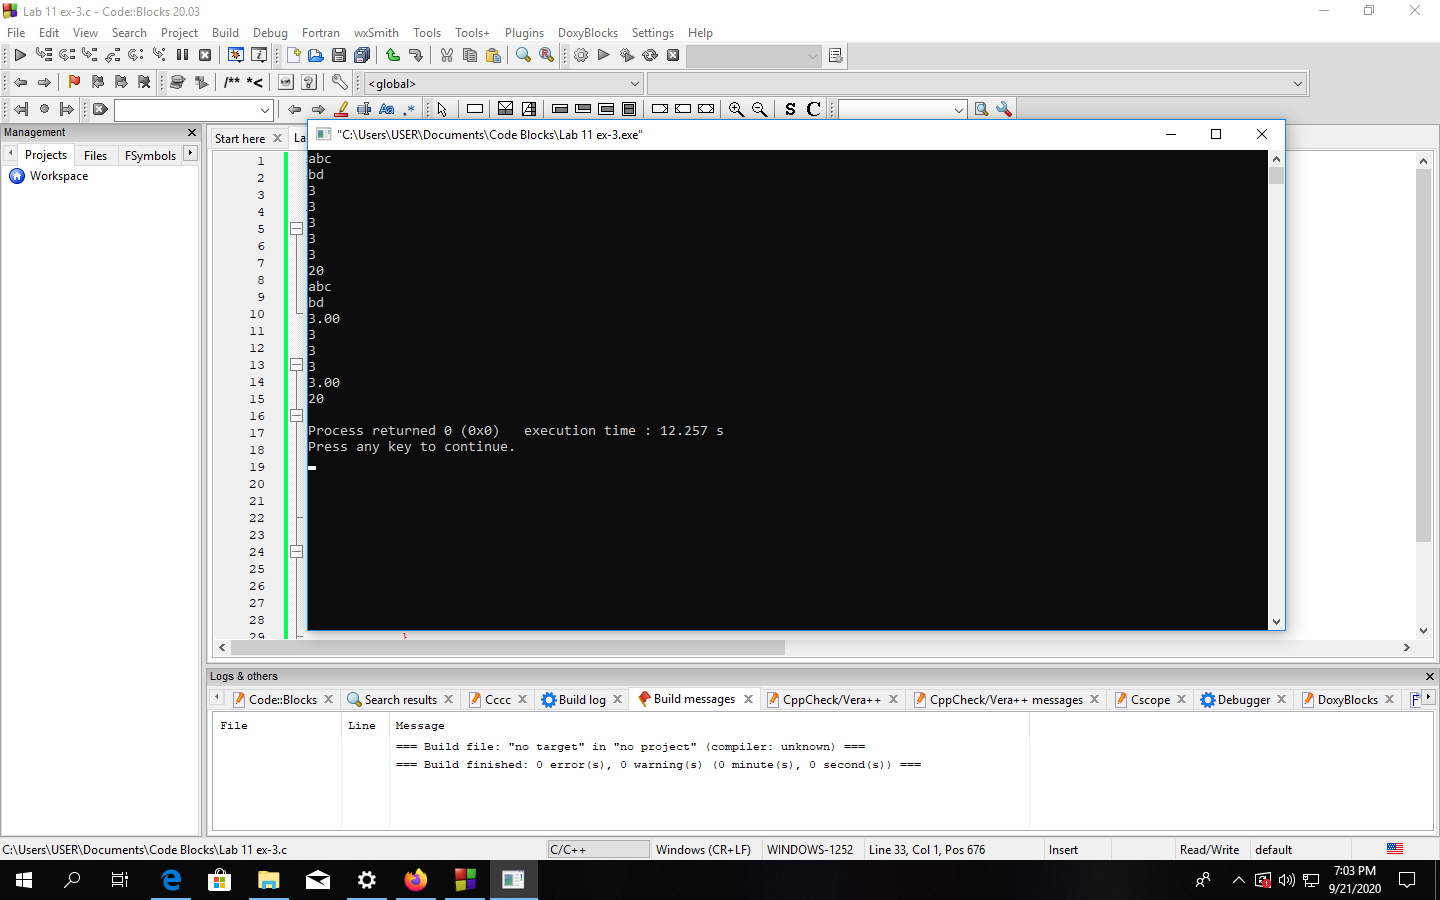 Lab 11 ex-3.c - Code::Blocks 20.03
File Edit View Search Project Build Debug Fortran wxSmith Tools Tools+ Plugins DoxyBlocks Settings Help
/** *< <global>
Aa .* S C
Management
Projects Files FSymbols
Workspace
Start here La
1
2
3
4
5
6
7
8
9
10
11
12
13
14
15
16
17
18
19
20
21
22
23
24
25
26
27
28
29 }
"C:\Users\USER\Documents\Code Blocks\Lab 11 ex-3.exe"
abc
bd
3
3
3
3
3
20
abc
bd
3.00
3
3
3
3.00
20
Process returned 0 (0x0) execution time : 12.257 s
Press any key to continue.
Logs & others
Code::Blocks Search results Cccc Build log Build messages CppCheck/Vera++ CppCheck/Vera++ messages Cscope Debugger DoxyBlocks F
File Line Message
=== Build file: "no target" in "no project" (compiler: unknown) ===
=== Build finished: 0 error(s), 0 warning(s) (0 minute(s), 0 second(s)) ===
C:\Users\USER\Documents\Code Blocks\Lab 11 ex-3.c C/C++ Windows (CR+LF) WINDOWS-1252 Line 33, Col 1, Pos 676 Insert Read/Write default
7:03 PM
9/21/2020